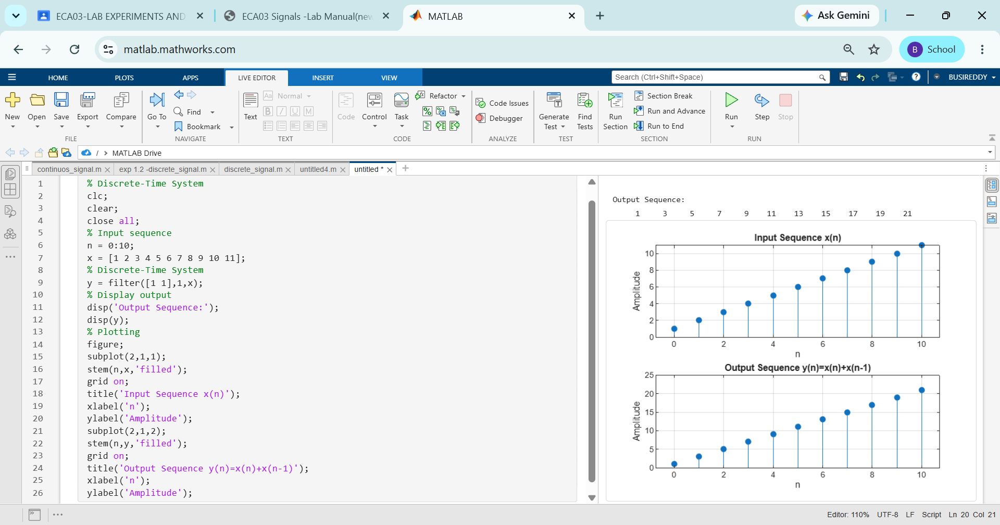 ECA03-LAB EXPERIMENTS AND
ECA03 Signals -Lab Manual(new
MATLAB
Ask Gemini
matlab.mathworks.com
B School
HOME PLOTS APPS LIVE EDITOR INSERT VIEW
Search (Ctrl+Shift+Space)
BUSIREDDY
New Open Save Export Compare
FILE
Go To
Find
Bookmark
NAVIGATE
Text
Aa Normal
B I U M
TEXT
Code Control Task
Refactor
CODE
Code Issues
Debugger
ANALYZE
Generate Test
Find Tests
TEST
Run Section
Section Break
Run and Advance
Run to End
SECTION
Run Step Stop
RUN
/ > MATLAB Drive
continuos_signal.m
exp 1.2 -discrete_signal.m
discrete_signal.m
untitled4.m
untitled *
1 % Discrete-Time System
2 clc;
3 clear;
4 close all;
5 % Input sequence
6 n = 0:10;
7 x = [1 2 3 4 5 6 7 8 9 10 11];
8 % Discrete-Time System
9 y = filter([1 1],1,x);
10 % Display output
11 disp('Output Sequence:');
12 disp(y);
13 % Plotting
14 figure;
15 subplot(2,1,1);
16 stem(n,x,'filled');
17 grid on;
18 title('Input Sequence x(n)');
19 xlabel('n');
20 ylabel('Amplitude');
21 subplot(2,1,2);
22 stem(n,y,'filled');
23 grid on;
24 title('Output Sequence y(n)=x(n)+x(n-1)');
25 xlabel('n');
26 ylabel('Amplitude');
Output Sequence:
1 3 5 7 9 11 13 15 17 19 21
Input Sequence x(n)
Amplitude
10
8
6
4
2
0
0 2 4 6 8 10
n
Output Sequence y(n)=x(n)+x(n-1)
Amplitude
25
20
15
10
5
0
0 2 4 6 8 10
n
Editor: 110% UTF-8 LF Script Ln 20 Col 21